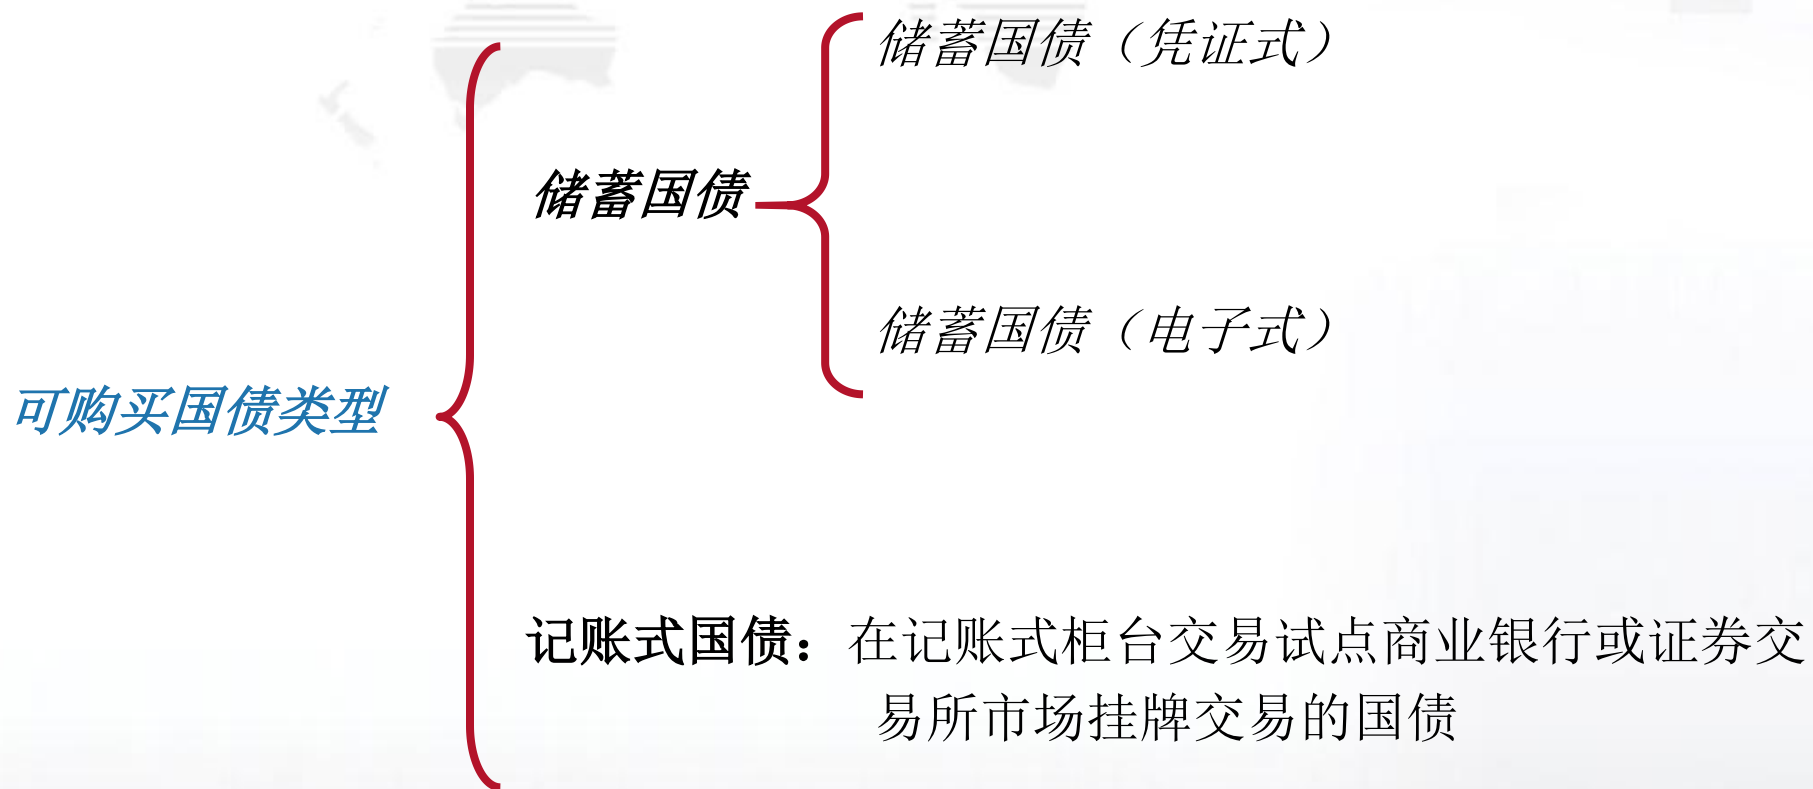 储蓄国债（凭证式）
储蓄国债
储蓄国债（电子式）
可购买国债类型
记账式国债：在记账式柜台交易试点商业银行或证券交
易所市场挂牌交易的国债